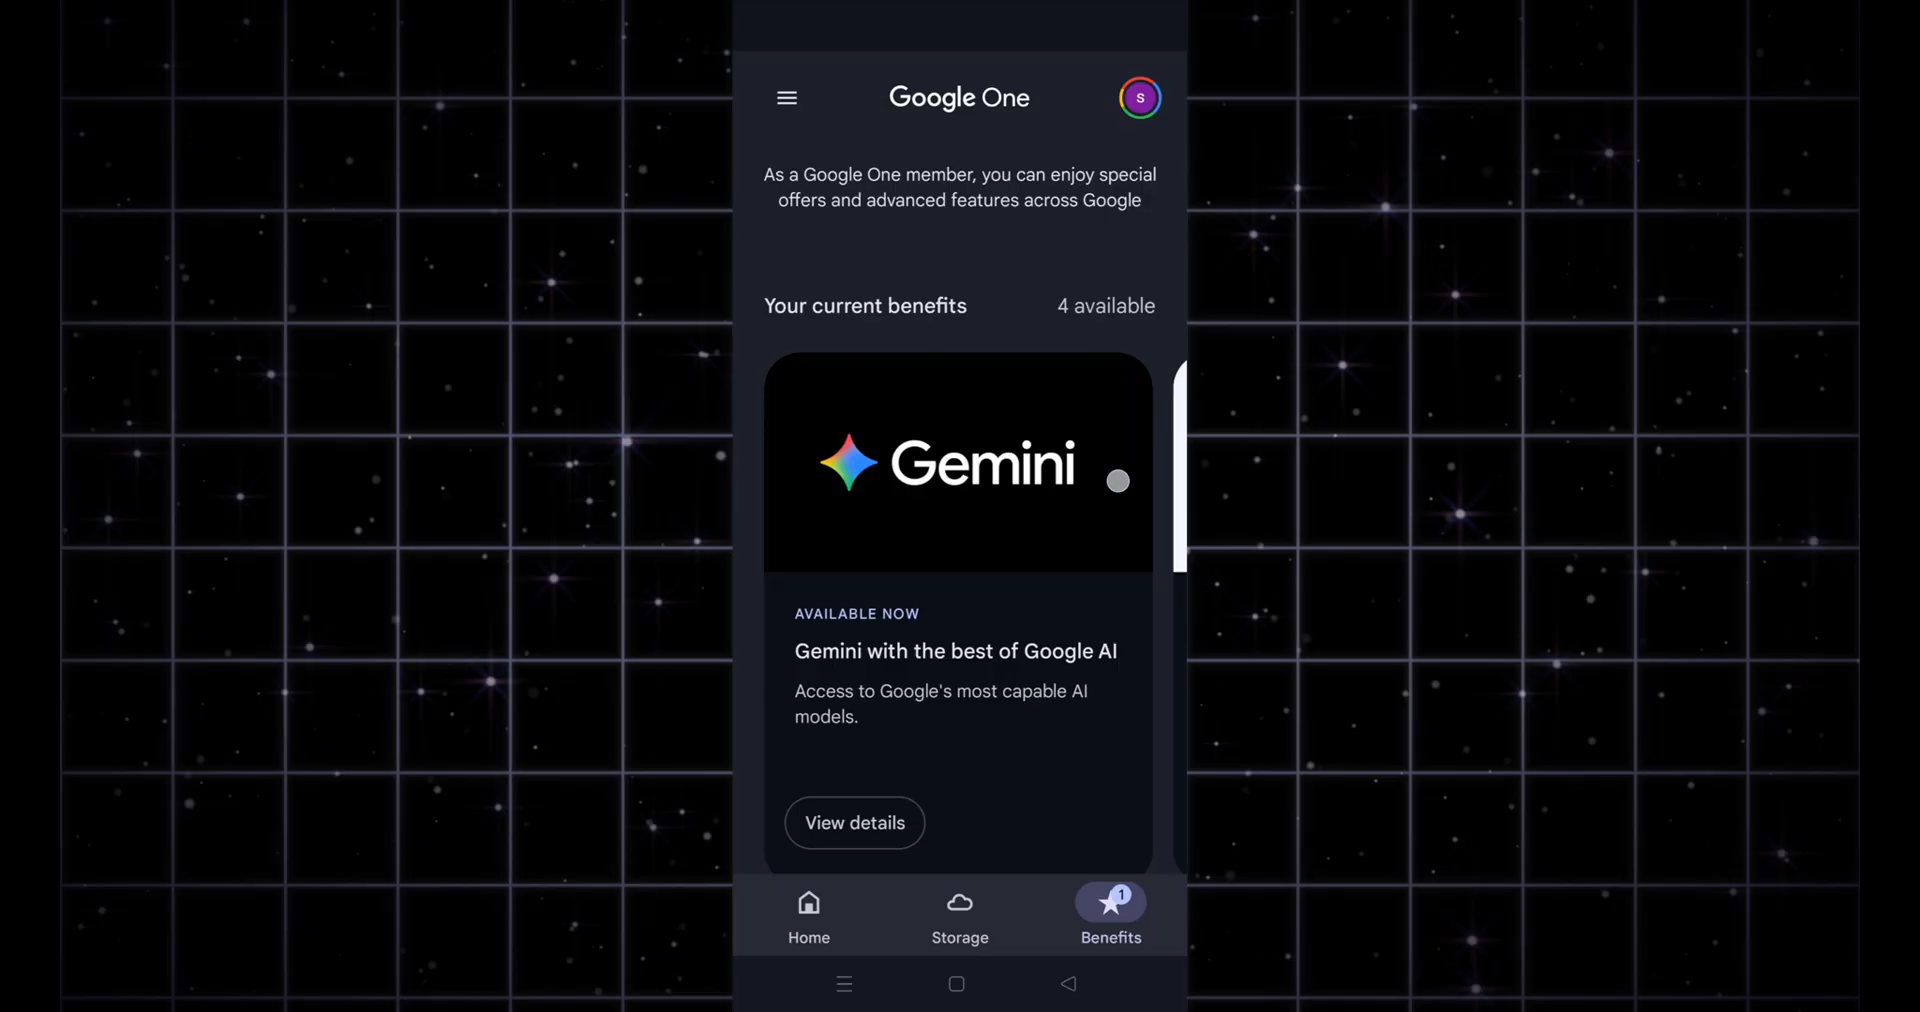 Google One
S
As a Google One member, you can enjoy special
offers and advanced features across Google
Your current benefits
4 available
Gemini
AVAILABLE NOW
Gemini with the best of Google AI
Access to Google's most capable AI
models.
View details
1
Home
Storage
Benefits